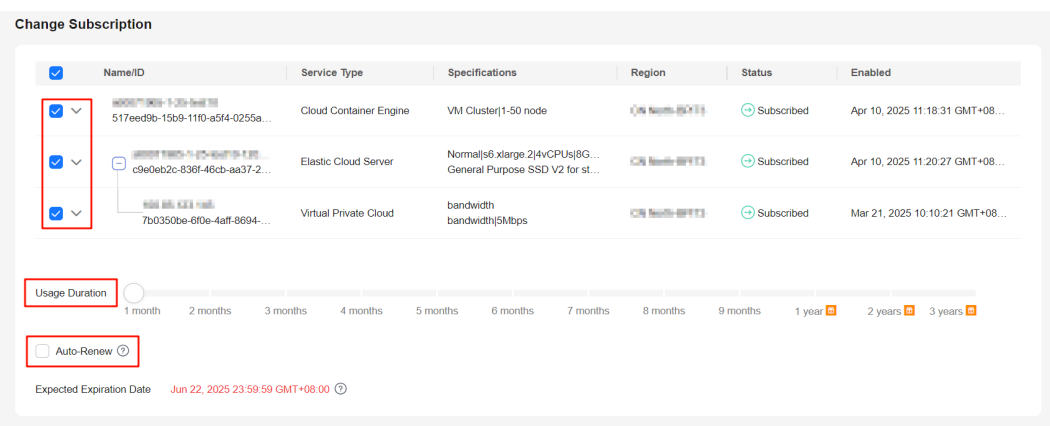 Change Subscription
Name/ID Service Type Specifications Region Status Enabled
517eed9b-15b9-11f0-a5f4-0255a... Cloud Container Engine VM Cluster|1-50 node Subscribed Apr 10, 2025 11:18:31 GMT+08...
c9e0eb2c-836f-46cb-aa37-2... Elastic Cloud Server Normal|s6.xlarge.2|4vCPUs|8G... Subscribed Apr 10, 2025 11:20:27 GMT+08...
General Purpose SSD V2 for st...
7b0350be-6f0e-4aff-8694-... Virtual Private Cloud bandwidth Subscribed Mar 21, 2025 10:10:21 GMT+08...
bandwidth|5Mbps
Usage Duration
1 month 2 months 3 months 4 months 5 months 6 months 7 months 8 months 9 months 1 year 2 years 3 years
Auto-Renew
Expected Expiration Date Jun 22, 2025 23:59:59 GMT+08:00